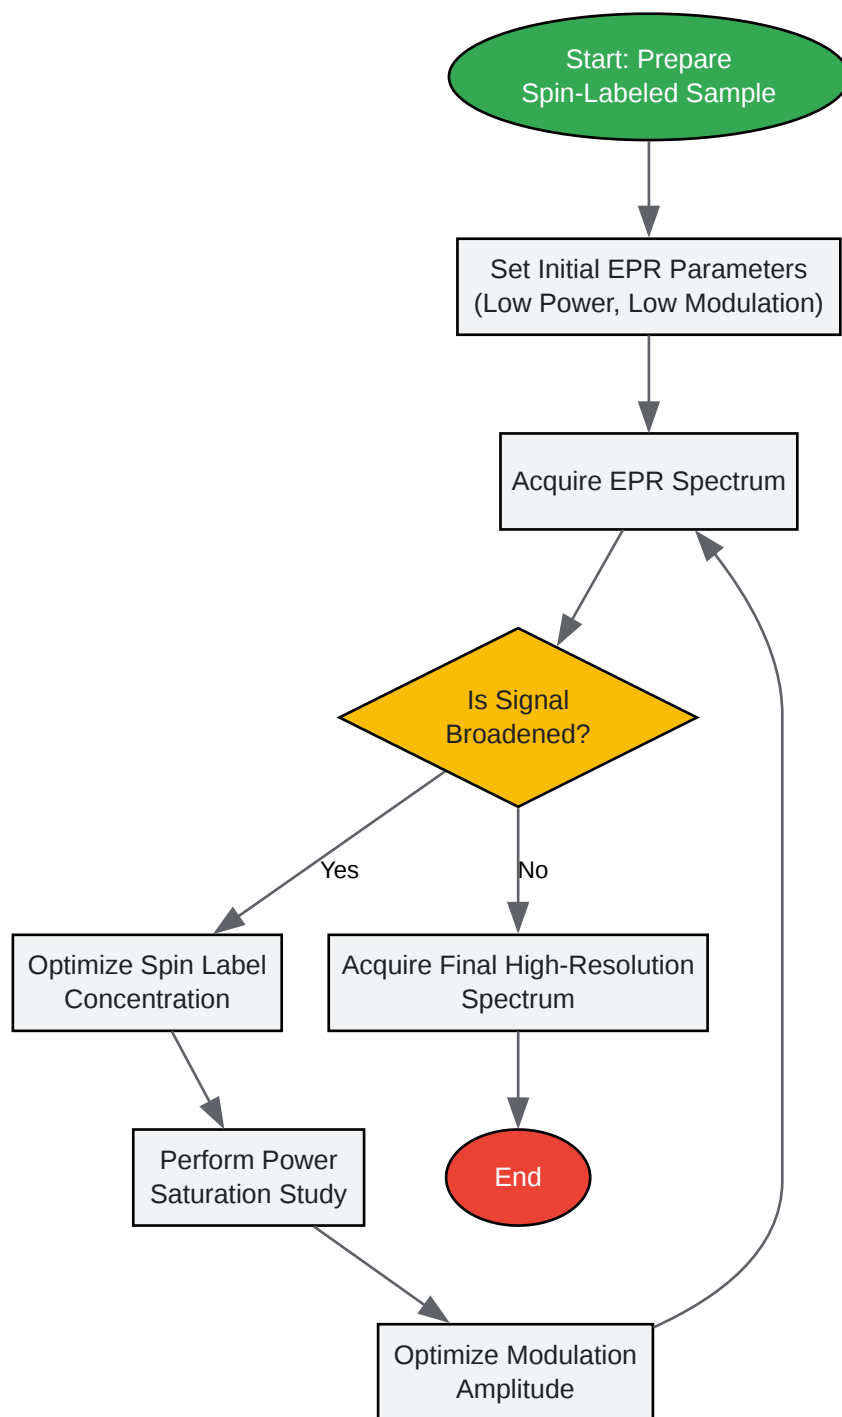 Start: Prepare
Spin-Labeled Sample
Set Initial EPR Parameters
(Low Power, Low Modulation)
Acquire EPR Spectrum
Is Signal
Broadened?
Yes
No
Optimize Spin Label
Concentration
Acquire Final High-Resolution
Spectrum
Perform Power
Saturation Study
End
Optimize Modulation
Amplitude